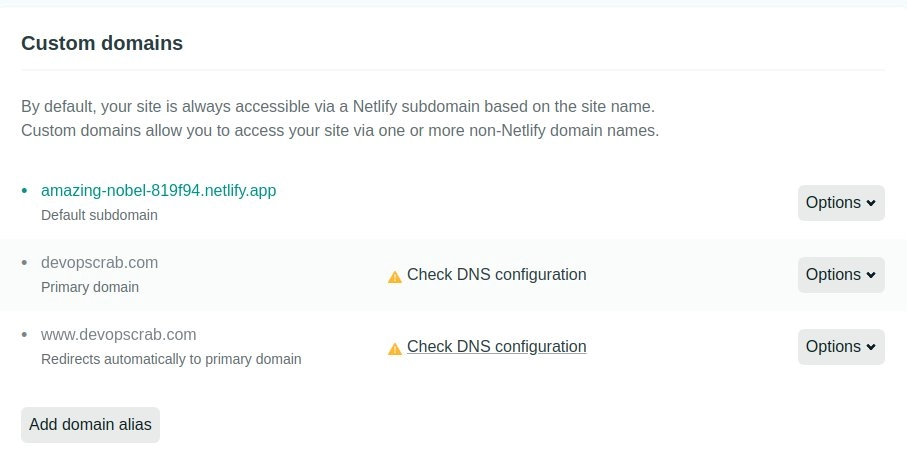 Custom domains
By default, your site is always accessible via a Netlify subdomain based on the site name.
Custom domains allow you to access your site via one or more non-Netlify domain names.
amazing-nobel-819f94.netlify.app
Default subdomain
Options
devopscrab.com
Primary domain
Check DNS configuration
Options
www.devopscrab.com
Redirects automatically to primary domain
Check DNS configuration
Options
Add domain alias